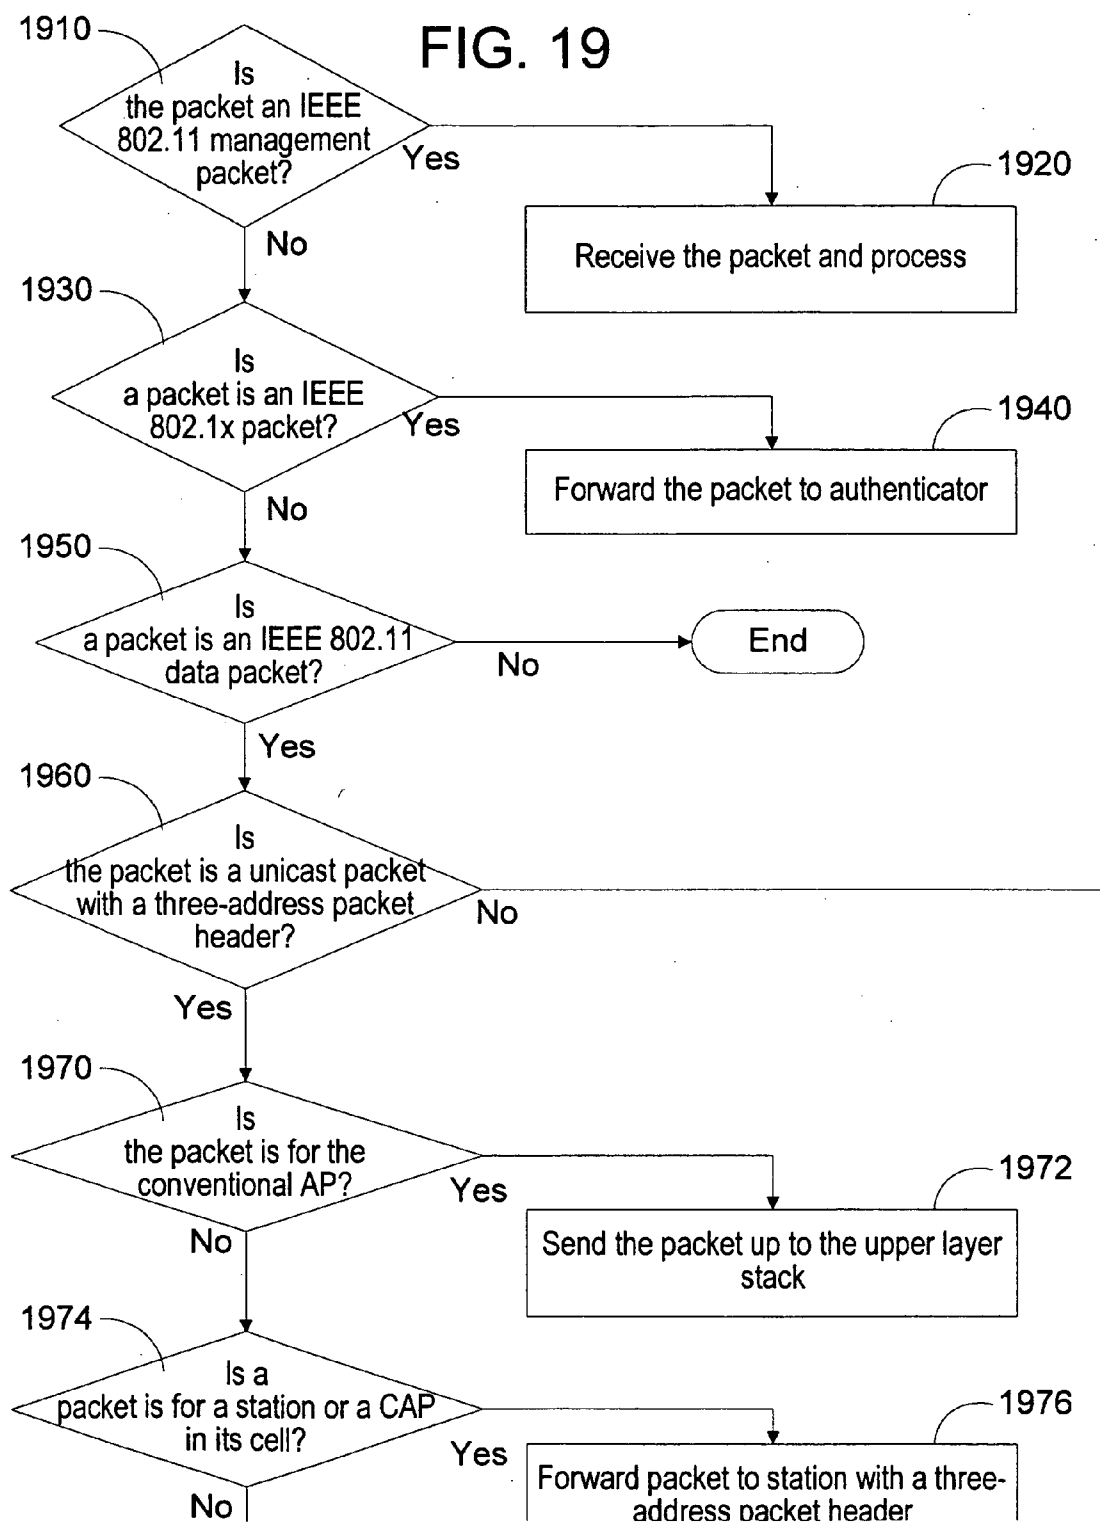 1910
FIG. 19
Is
the packet an IEEE
802.11 management
packet?
Yes
1920
Receive the packet and process
No
1930
Is
a packet is an IEEE
802.1x packet?
Yes
1940
Forward the packet to authenticator
No
1950
Is
a packet is an IEEE 802.11
data packet?
No
End
Yes
1960
Is
the packet is a unicast packet
with a three-address packet
header?
No
Yes
1970
Is
the packet is for the
conventional AP?
Yes
1972
Send the packet up to the upper layer
stack
No
1974
Is a
packet is for a station or a CAP
in its cell?
Yes
1976
Forward packet to station with a three-
address packet header
No